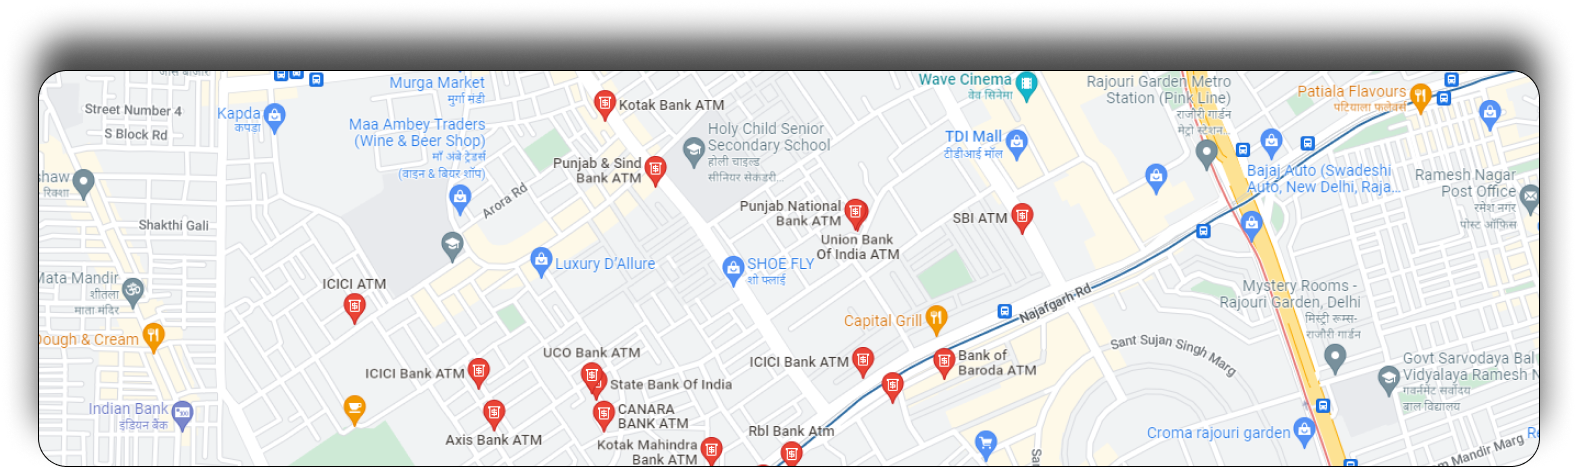 Street Number 4
S Block Rd
Kapda
कपड़ा
Murga Market
मुर्गा मंडी
Maa Ambey Traders
(Wine & Beer Shop)
माँ अंबे ट्रेडर्स
(वाइन & बियर शॉप)
Kotak Bank ATM
Punjab & Sind
Bank ATM
Holy Child Senior
Secondary School
होली चाइल्ड
सीनियर सेकंडरी...
Wave Cinema
वेव सिनेमा
TDI Mall
टीडीआई मॉल
Rajouri Garden Metro
Station (Pink Line)
राजौरी गार्डन
मेट्रो स्टेशन...
Patiala Flavours
पटियाला फ़्लेवर्स
Bajaj Auto (Swadeshi
Auto, New Delhi, Raja...
Ramesh Nagar
Post Office
रमेश नगर
पोस्ट ऑफ़िस
shaw
रिक्शा
Shakthi Gali
Arora Rd
Punjab National
Bank ATM
Union Bank
Of India ATM
SBI ATM
Luxury D'Allure
SHOE FLY
शो फ्लाई
Mata Mandir
शीतला
माता मंदिर
ICICI ATM
Najafgarh Rd
Mystery Rooms -
Rajouri Garden, Delhi
मिस्ट्री रूम्स-
राजौरी गार्डन
Dough & Cream
Capital Grill
Sant Sujan Singh Marg
UCO Bank ATM
ICICI Bank ATM
State Bank Of India
ICICI Bank ATM
Bank of
Baroda ATM
Govt Sarvodaya Bal
Vidyalaya Ramesh N
गवर्नमेंट सर्वोदय
बाल विद्यालय
Indian Bank
इंडियन बैंक
Axis Bank ATM
CANARA
BANK ATM
Kotak Mahindra
Bank ATM
Rbl Bank Atm
Croma rajouri garden
m Mandir Marg